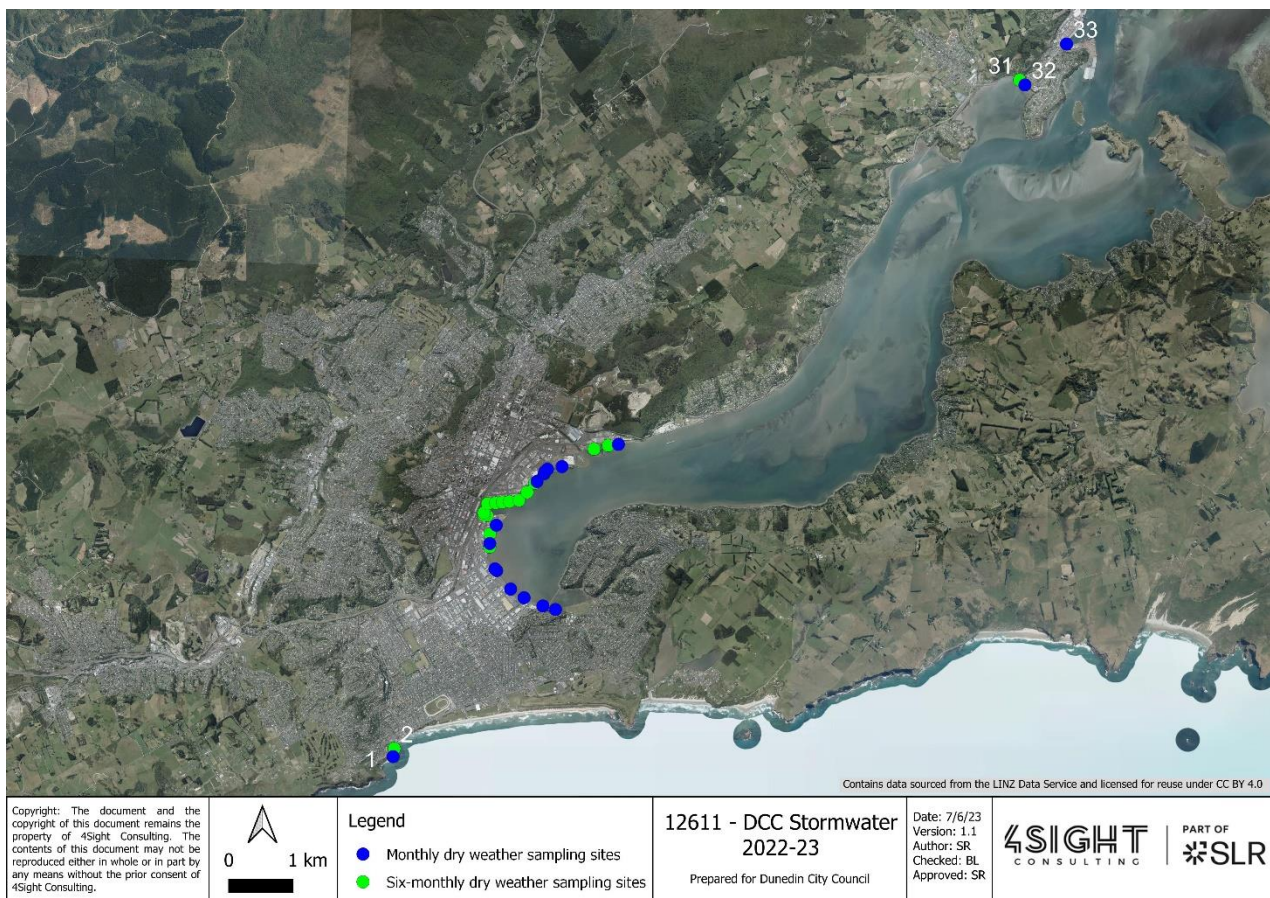 33
31
32
2
1
Contains data sourced from the LINZ Data Service and licensed for reuse under CC BY 4.0
Copyright: The document and the
copyright of this document remains the
property of 4Sight Consulting. The
contents of this document may not be
reproduced either in whole or in part by
any means without the prior consent of
4Sight Consulting.
0 1 km
Legend
Monthly dry weather sampling sites
Six-monthly dry weather sampling sites
12611 - DCC Stormwater
2022-23
Prepared for Dunedin City Council
Date: 7/6/23
Version: 1.1
Author: SR
Checked: BL
Approved: SR
4SIGHT
CONSULTING
PART OF
SLR